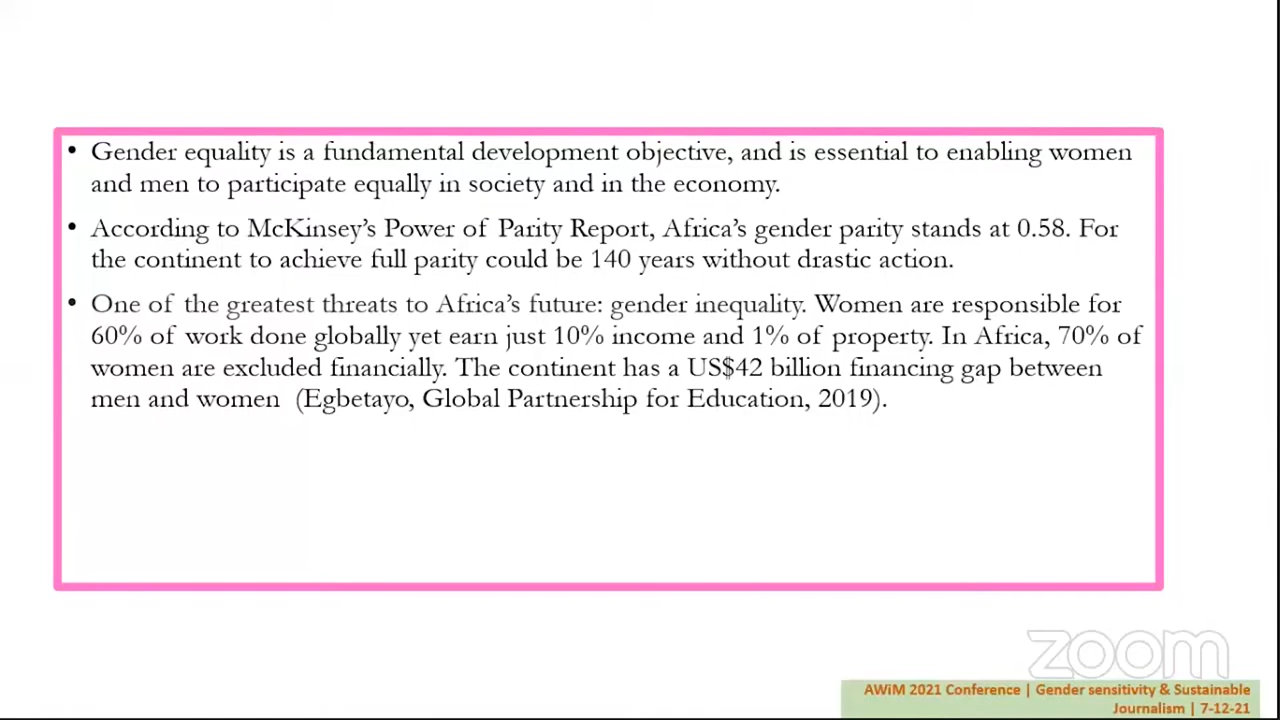 • Gender equality is a fundamental development objective, and is essential to enabling women
and men to participate equally in society and in the economy.
• According to McKinsey's Power of Parity Report, Africa's gender parity stands at 0.58. For
the continent to achieve full parity could be 140 years without drastic action.
• One of the greatest threats to Africa's future: gender inequality. Women are responsible for
60% of work done globally yet earn just 10% income and 1% of property. In Africa, 70% of
women are excluded financially. The continent has a US$42 billion financing gap between
men and women (Egbetayo, Global Partnership for Education, 2019).
zoom
AWiM 2021 Conference | Gender sensitivity & Sustainable
Journalism | 7-12-21